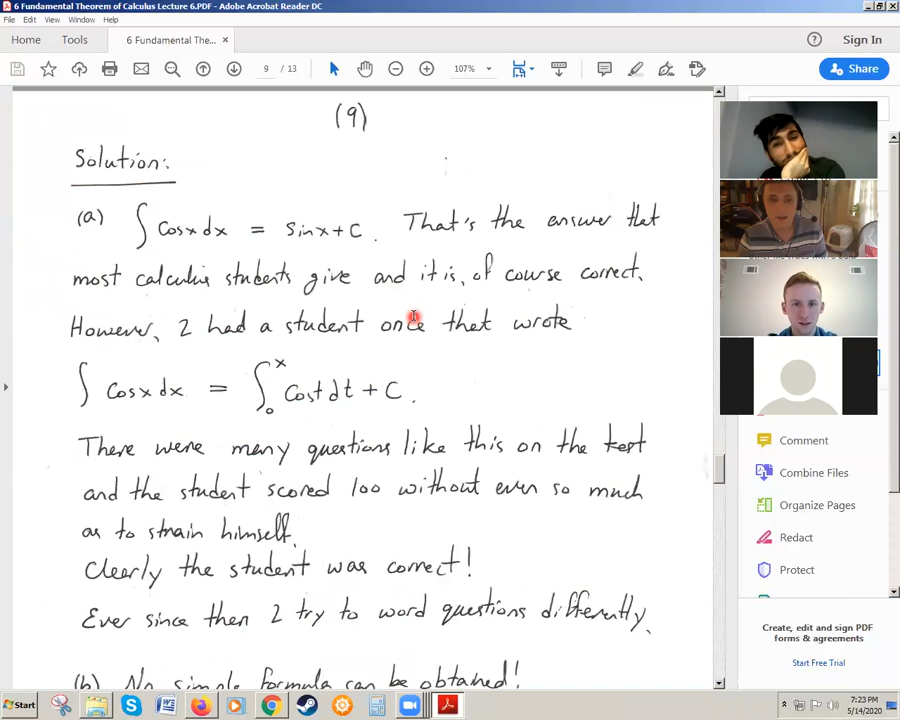 6 Fundamental Theorem of Calculus Lecture 6.PDF - Adobe Acrobat Reader DC
File Edit View Window Help
Home Tools 6 Fundamental The... × Sign In
9 / 13 107% Share
(9)
Solution:
(a) ∫ Cosx dx = sinx + C. That's the answer that
most calculus students give and it is, of course correct.
However, I had a student once that wrote
∫ Cosx dx = ∫₀ˣ Cost dt + C.
There were many questions like this on the test
and the student scored 100 without even so much
as to strain himself.
Clearly the student was correct!
Ever since then I try to word questions differently.
(b) No simple formula can be obtained!
Comment
Combine Files
Organize Pages
Redact
Protect
Create, edit and sign PDF
forms & agreements
Start Free Trial
Start
7:23 PM
5/14/2020